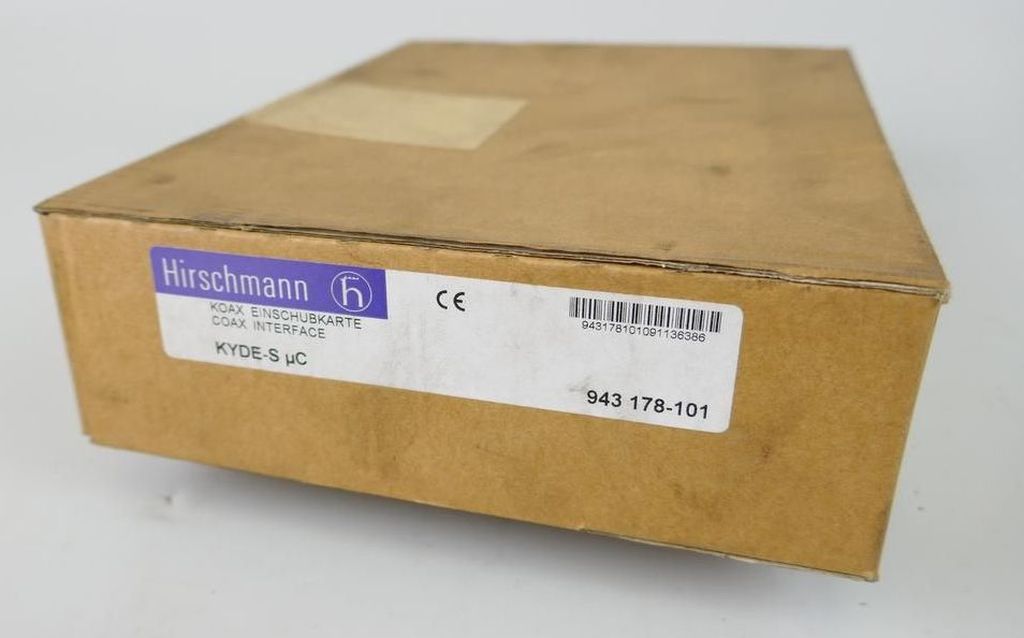 Hirschmann
KOAX EINSCHUBKARTE
COAX INTERFACE
KYDE-S µC
CE
943178101091136386
943 178-101